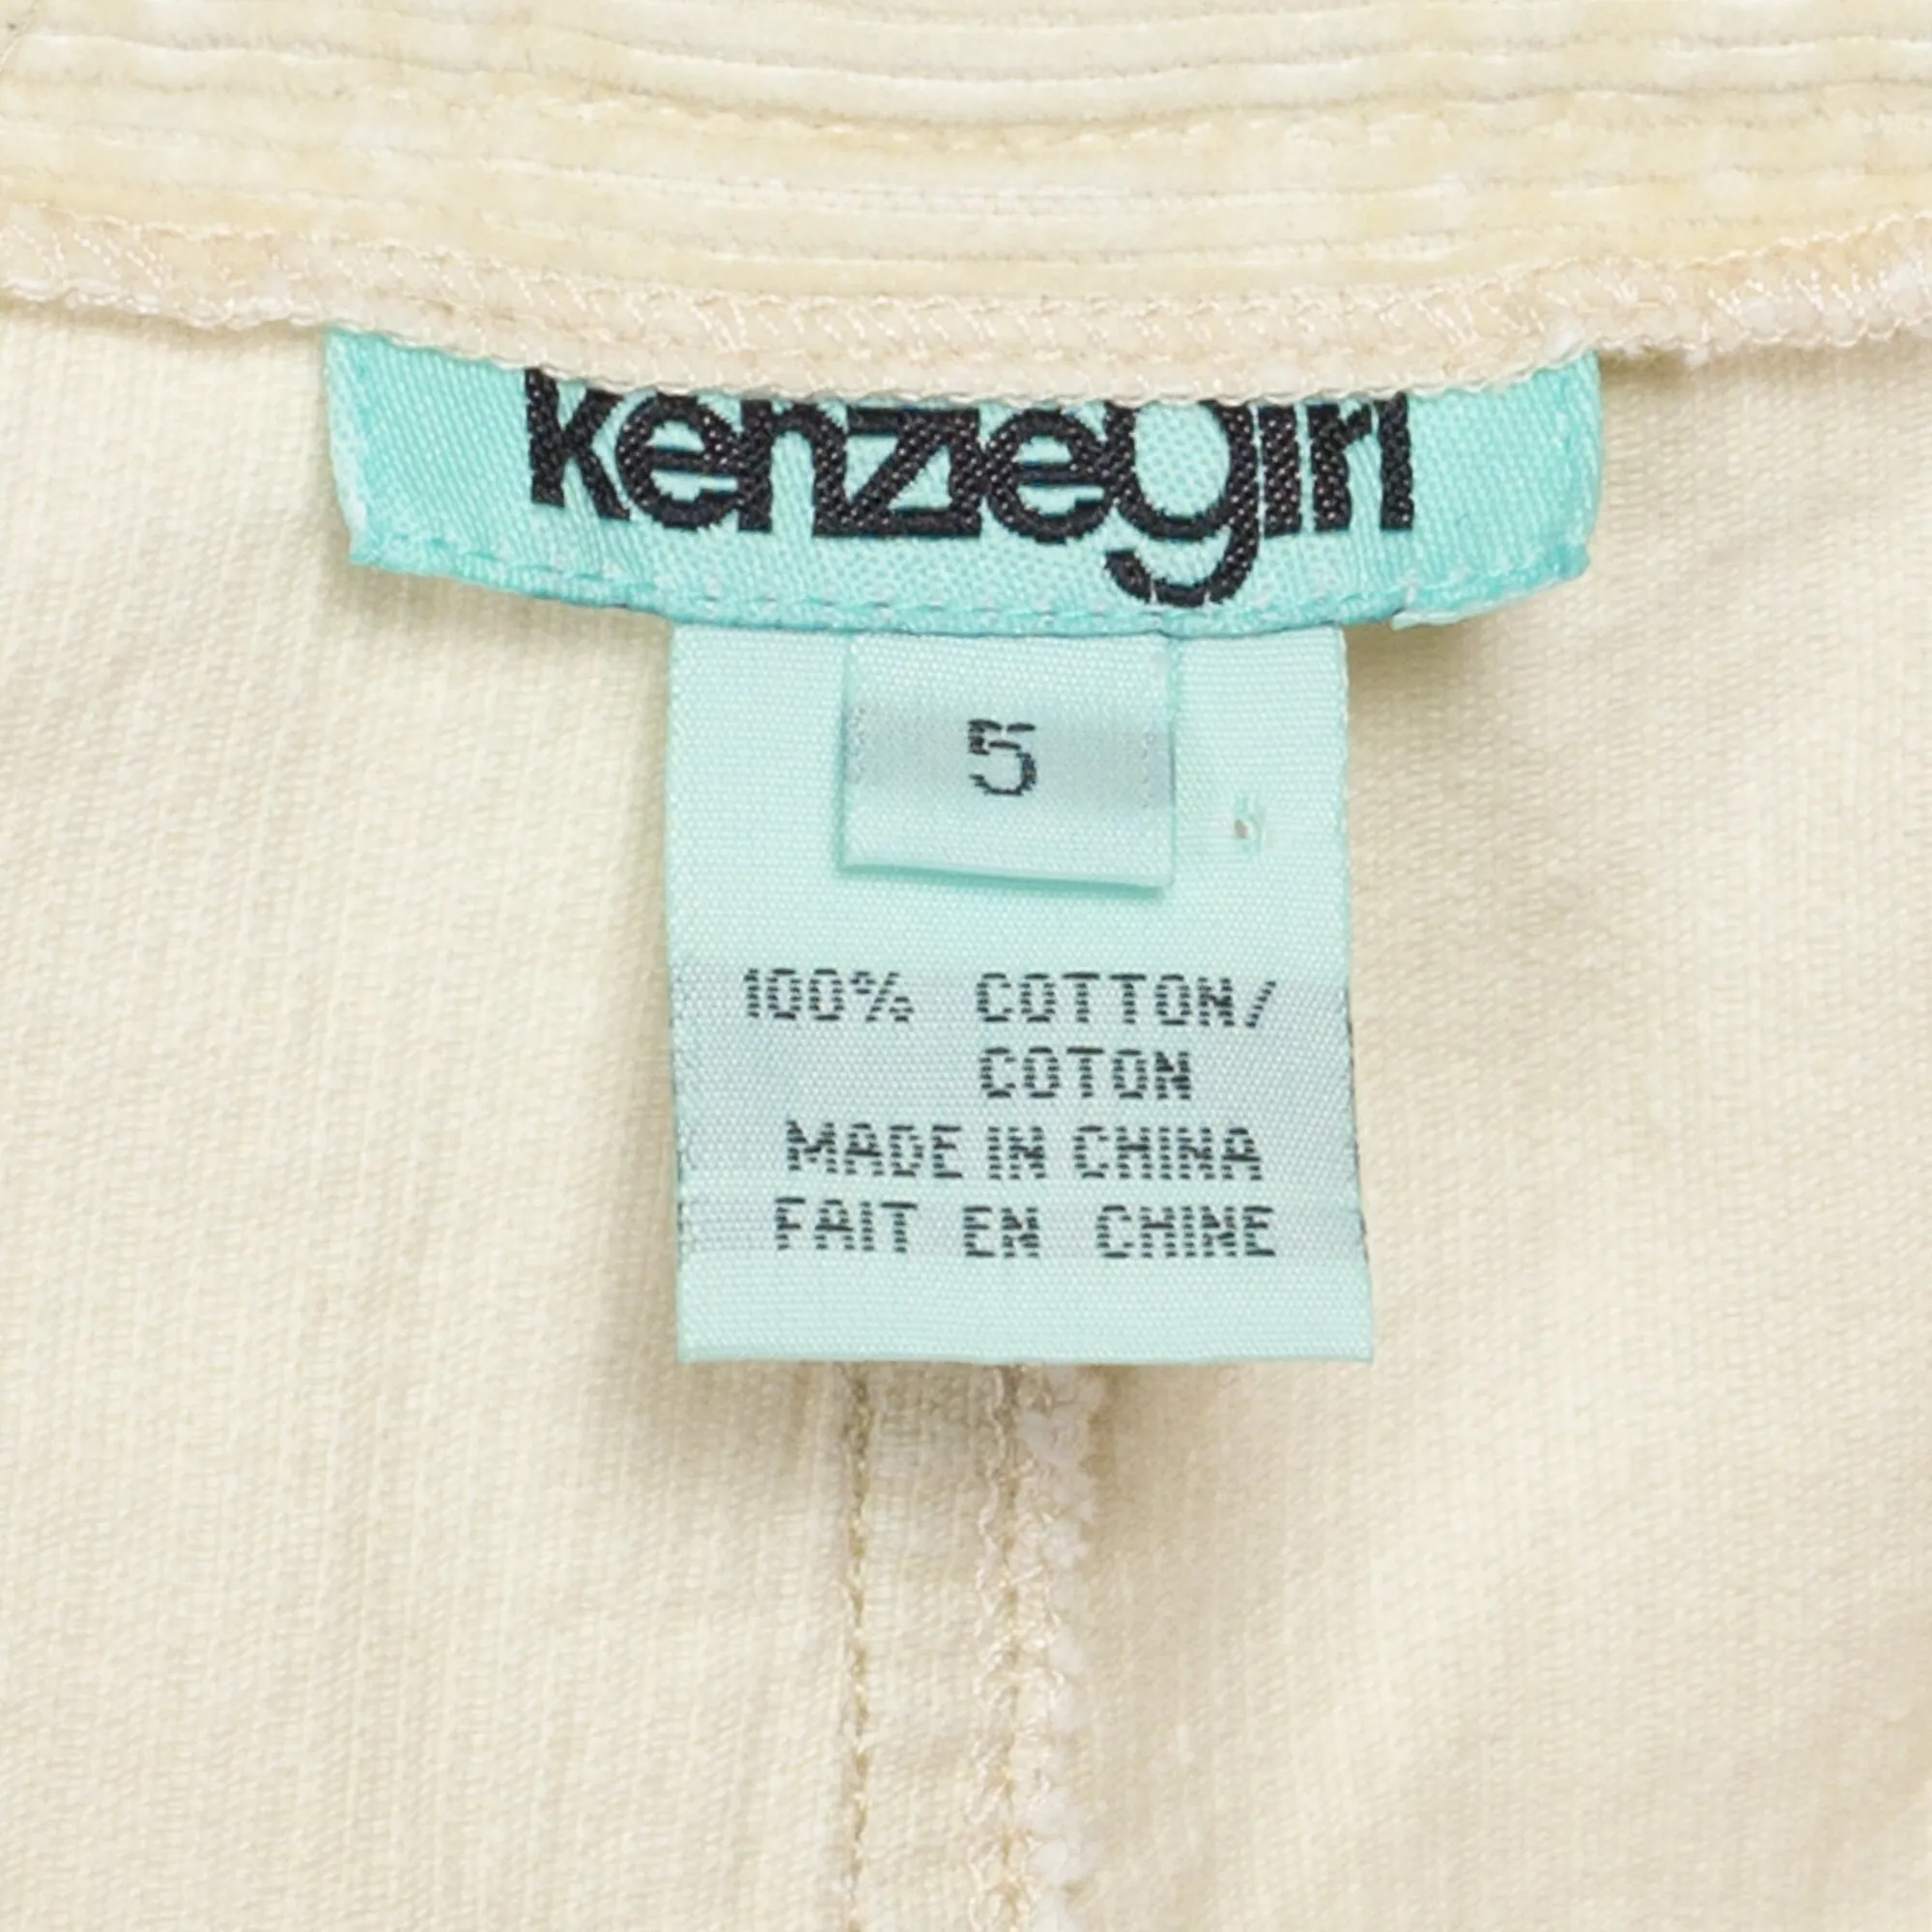 kenziegirl
5
100% COTTON/
COTON
MADE IN CHINA
FAIT EN CHINE